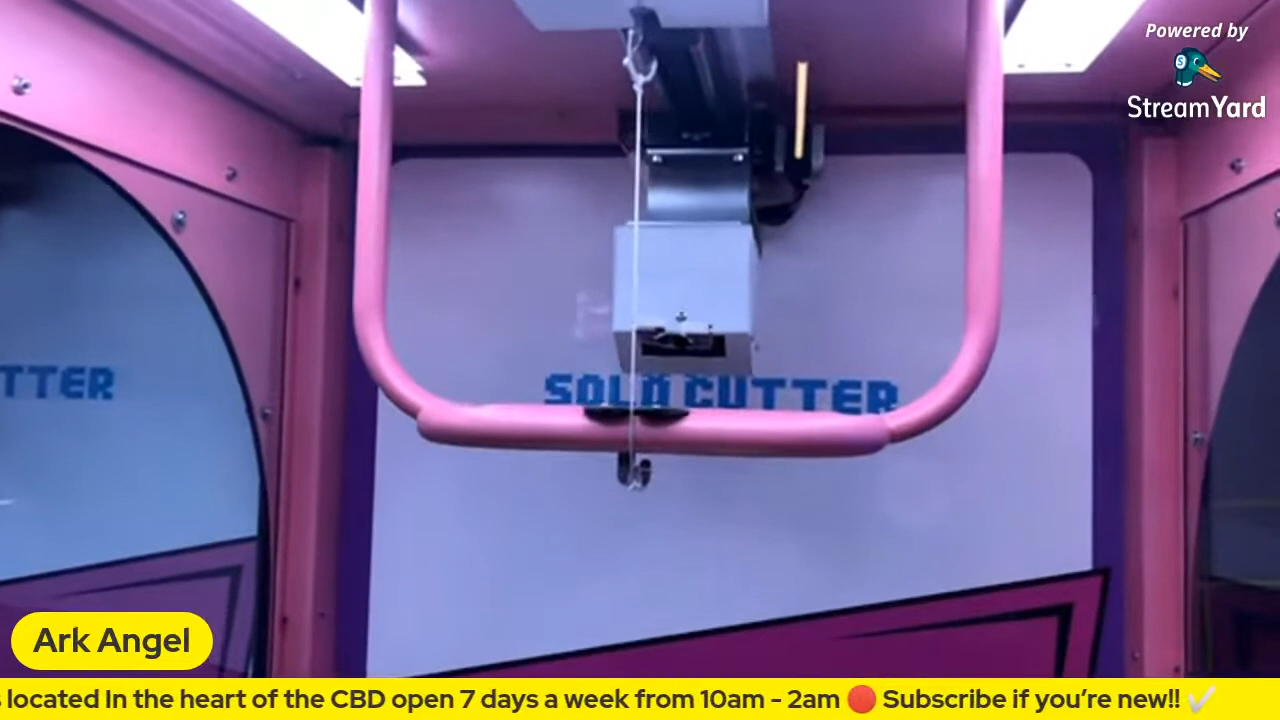 Powered by
StreamYard
TTER
SOLO CUTTER
Ark Angel
located In the heart of the CBD open 7 days a week from 10am - 2am 🔴 Subscribe if you’re new!! ✔️